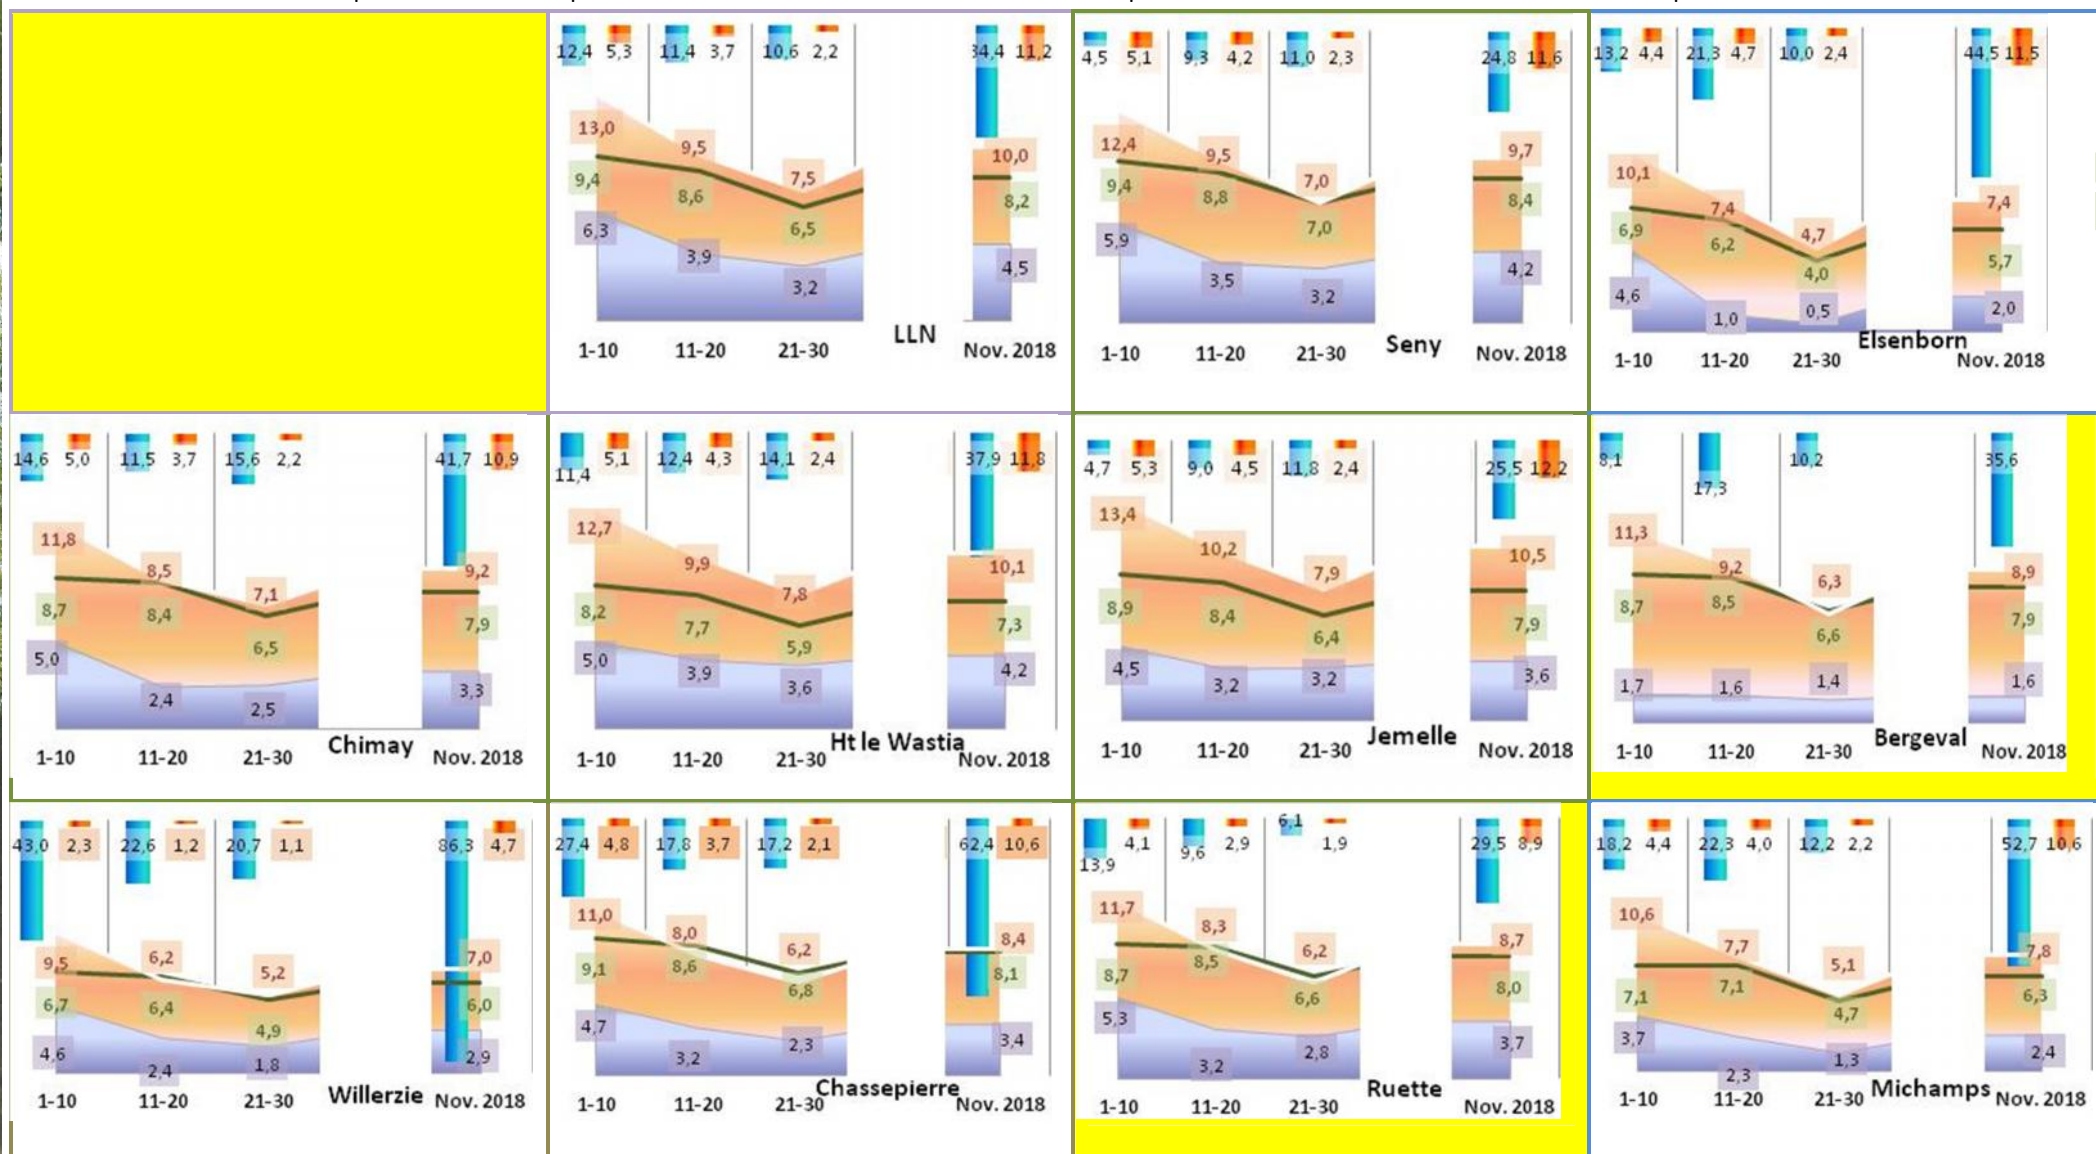 12,4 5,3 11,4 3,7 10,6 2,2 34,4 11,2
13,0 9,5 7,5 10,0
9,4 8,6 6,5 8,2
6,3 3,9 3,2 4,5
LLN
1-10 11-20 21-30 Nov. 2018
4,5 5,1 9,3 4,2 11,0 2,3 24,8 11,6
12,4 9,5 7,0 9,7
9,4 8,8 7,0 8,4
5,9 3,5 3,2 4,2
Seny
1-10 11-20 21-30 Nov. 2018
13,2 4,4 21,3 4,7 10,0 2,4 44,5 11,5
10,1 7,4 4,7 7,4
6,9 6,2 4,0 5,7
4,6 1,0 0,5 2,0
Elsenborn
1-10 11-20 21-30 Nov. 2018
14,6 5,0 11,5 3,7 15,6 2,2 41,7 10,9
11,8 8,5 7,1 9,2
8,7 8,4 6,5 7,9
5,0 2,4 2,5 3,3
Chimay
1-10 11-20 21-30 Nov. 2018
11,4 5,1 12,4 4,3 14,1 2,4 37,9 11,8
12,7 9,9 7,8 10,1
8,2 7,7 5,9 7,3
5,0 3,9 3,6 4,2
Ht le Wastia
1-10 11-20 21-30 Nov. 2018
4,7 5,3 9,0 4,5 11,8 2,4 25,5 12,2
13,4 10,2 7,9 10,5
8,9 8,4 6,4 7,9
4,5 3,2 3,2 3,6
Jemelle
1-10 11-20 21-30 Nov. 2018
8,1 17,3 10,2 35,6
11,3 9,2 6,3 8,9
8,7 8,5 6,6 7,9
1,7 1,6 1,4 1,6
Bergeval
1-10 11-20 21-30 Nov. 2018
43,0 2,3 22,6 1,2 20,7 1,1 86,3 4,7
9,5 6,2 5,2 7,0
6,7 6,4 4,9 6,0
4,6 2,4 1,8 2,9
Willerzie
1-10 11-20 21-30 Nov. 2018
27,4 4,8 17,8 3,7 17,2 2,1 62,4 10,6
11,0 8,0 6,2 8,4
9,1 8,6 6,8 8,1
4,7 3,2 2,3 3,4
Chassepierre
1-10 11-20 21-30 Nov. 2018
13,9 4,1 9,6 2,9 6,1 1,9 29,5 8,9
11,7 8,3 6,2 8,7
8,7 8,5 6,6 8,0
5,3 3,2 2,8 3,7
Ruette
1-10 11-20 21-30 Nov. 2018
18,2 4,4 22,3 4,0 12,2 2,2 52,7 10,6
10,6 7,7 5,1 7,8
7,1 7,1 4,7 6,3
3,7 2,3 1,3 2,4
Michamps
1-10 11-20 21-30 Nov. 2018